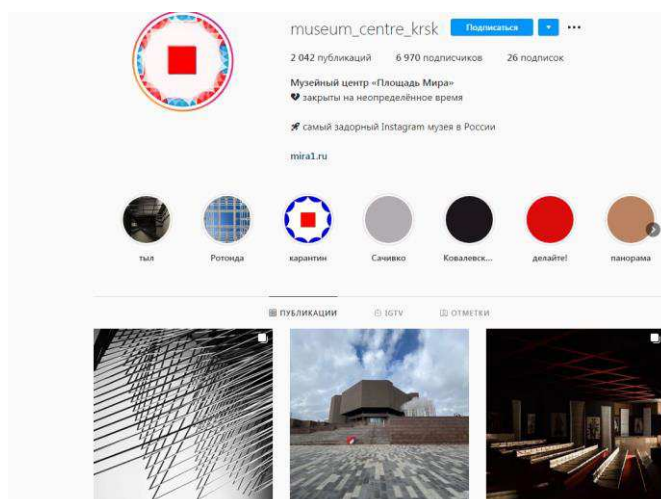 museum_centre_krsk Подписаться
2 042 публикаций 6 970 подписчиков 26 подписок
Музейный центр «Площадь Мира»
закрыты на неопределённое время
самый задорный Instagram музея в России
mira1.ru
тыл Ротонда карантин Сачивко Ковалевск... делайте! панорама
ПУБЛИКАЦИИ IGTV ОТМЕТКИ